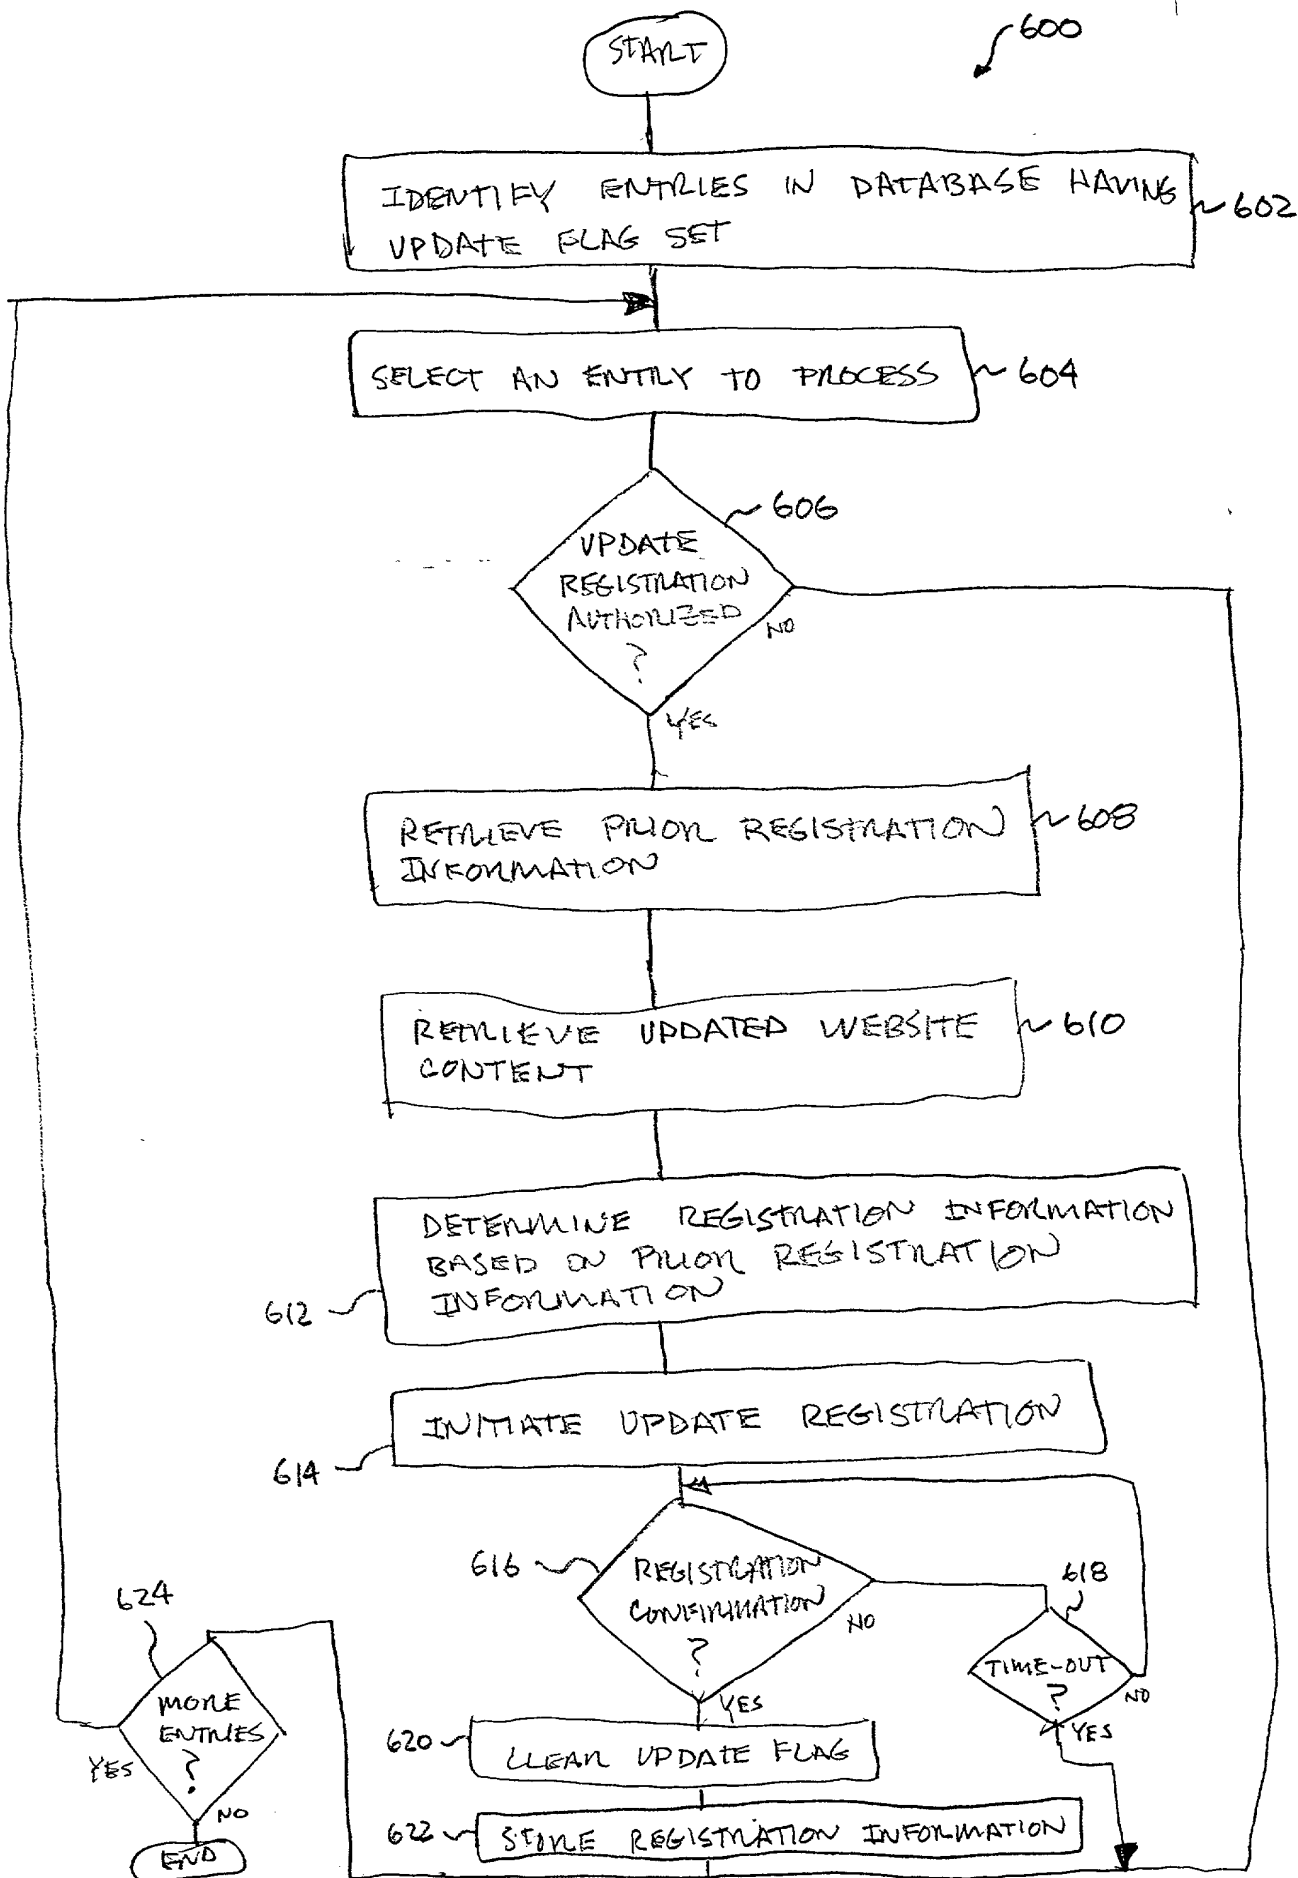 START
600
IDENTIFY ENTRIES IN DATABASE HAVING
UPDATE FLAG SET
602
SELECT AN ENTRY TO PROCESS
604
606
UPDATE
REGISTRATION
AUTHORIZED
?
NO
YES
RETRIEVE PRIOR REGISTRATION
INFORMATION
608
RETRIEVE UPDATED WEBSITE
CONTENT
610
DETERMINE REGISTRATION INFORMATION
BASED ON PRIOR REGISTRATION
INFORMATION
612
INITIATE UPDATE REGISTRATION
614
616
REGISTRATION
CONFIRMATION
?
NO
YES
618
TIME-OUT
?
NO
YES
620
CLEAR UPDATE FLAG
622
STORE REGISTRATION INFORMATION
624
MORE
ENTRIES
?
YES
NO
END